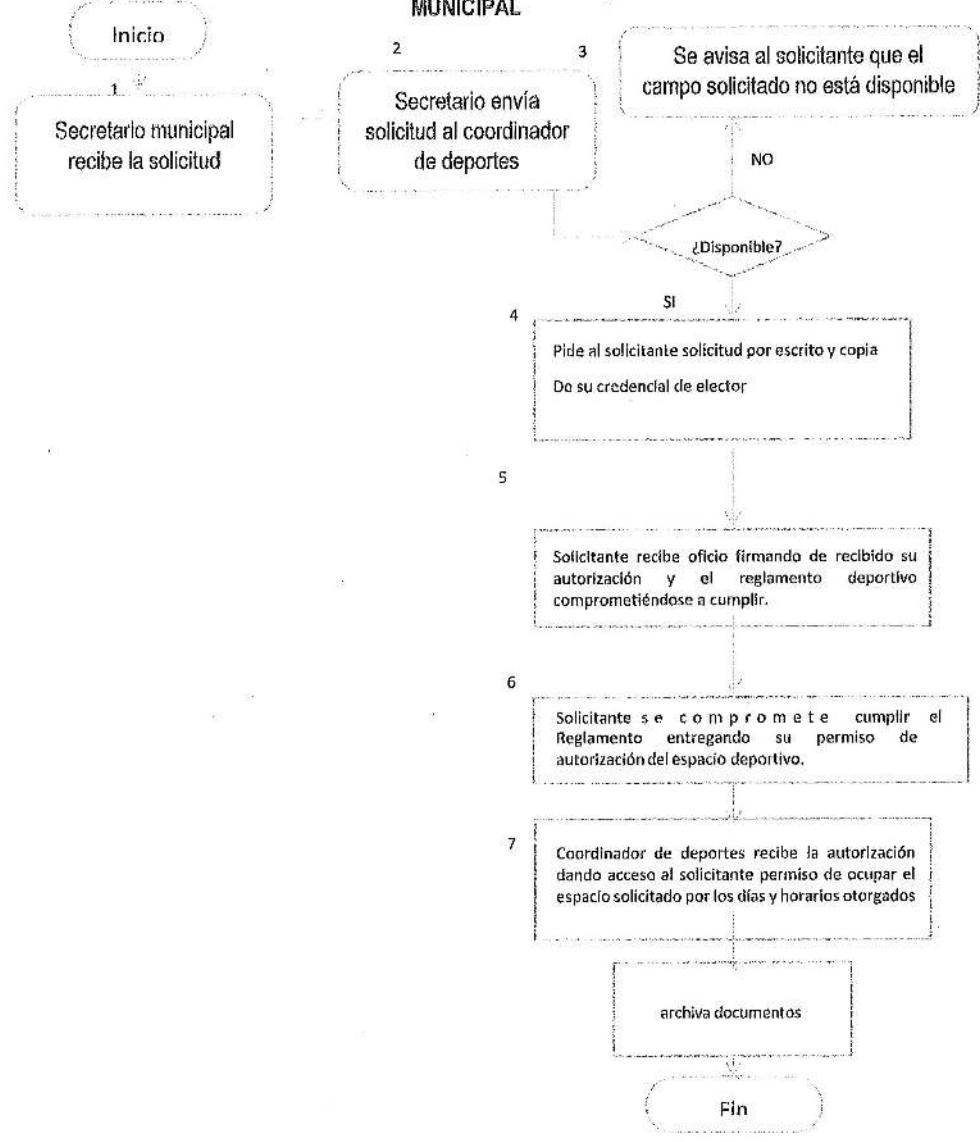 MUNICIPAL
Inicio
1
Secretario municipal
recibe la solicitud
2
Secretario envía
solicitud al coordinador
de deportes
3
Se avisa al solicitante que el
campo solicitado no está disponible
NO
¿Disponible?
SI
4
Pide al solicitante solicitud por escrito y copia
De su credencial de elector
5
Solicitante recibe oficio firmando de recibido su
autorización y el reglamento deportivo
comprometiéndose a cumplir.
6
Solicitante se compromete cumplir el
Reglamento entregando su permiso de
autorización del espacio deportivo.
7
Coordinador de deportes recibe la autorización
dando acceso al solicitante permiso de ocupar el
espacio solicitado por los días y horarios otorgados
archiva documentos
Fin